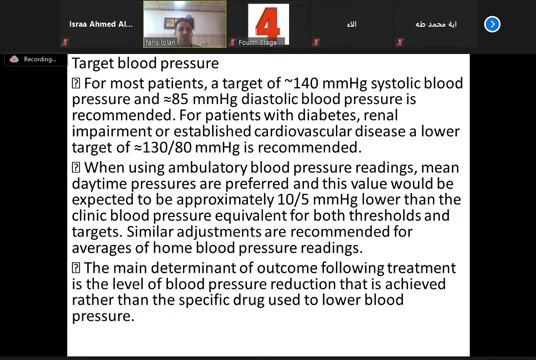 Israa Ahmed Al...
faris.lblan
4
Fourth Stage
الاء
اية محمد طه
Recording...
Target blood pressure
For most patients, a target of ~140 mmHg systolic blood
pressure and ≈85 mmHg diastolic blood pressure is
recommended. For patients with diabetes, renal
impairment or established cardiovascular disease a lower
target of ≈130/80 mmHg is recommended.
When using ambulatory blood pressure readings, mean
daytime pressures are preferred and this value would be
expected to be approximately 10/5 mmHg lower than the
clinic blood pressure equivalent for both thresholds and
targets. Similar adjustments are recommended for
averages of home blood pressure readings.
The main determinant of outcome following treatment
is the level of blood pressure reduction that is achieved
rather than the specific drug used to lower blood
pressure.